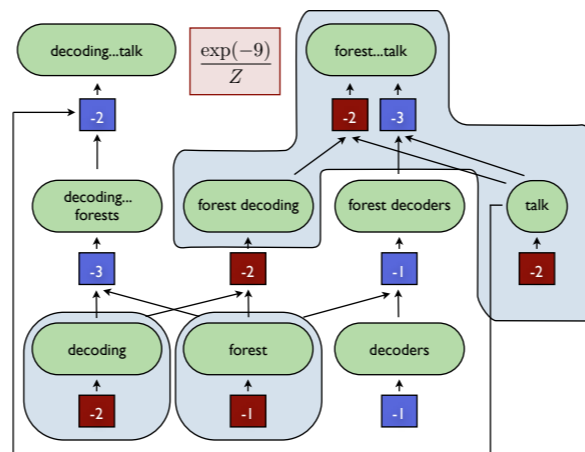 decoding...talk
exp(−9)
Z
forest...talk
-2
-2
-3
decoding...
forests
forest decoding
forest decoders
talk
-3
-2
-1
-2
decoding
forest
decoders
-2
-1
-1